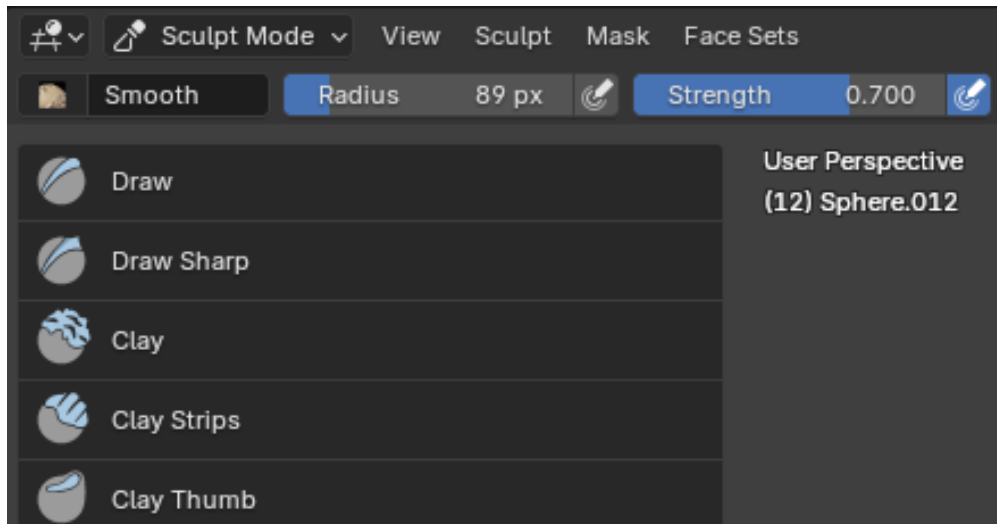 Sculpt Mode View Sculpt Mask Face Sets
Smooth Radius 89 px Strength 0.700
User Perspective
(12) Sphere.012
Draw
Draw Sharp
Clay
Clay Strips
Clay Thumb